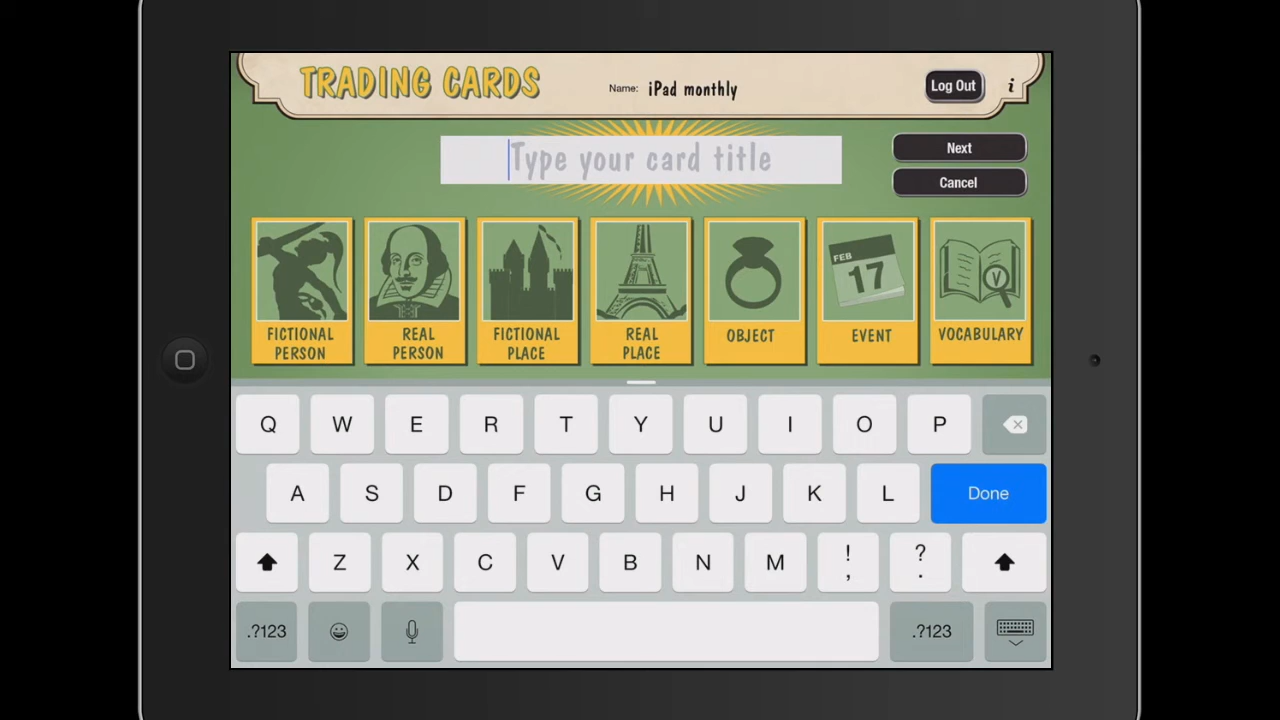 TRADING CARDS
Name: iPad monthly
Log Out
i
Type your card title
Next
Cancel
FICTIONAL PERSON
REAL PERSON
FICTIONAL PLACE
REAL PLACE
OBJECT
FEB
17
EVENT
V
VOCABULARY
Q W E R T Y U I O P
A S D F G H J K L Done
Z X C V B N M ! , ? .
.?123 .?123